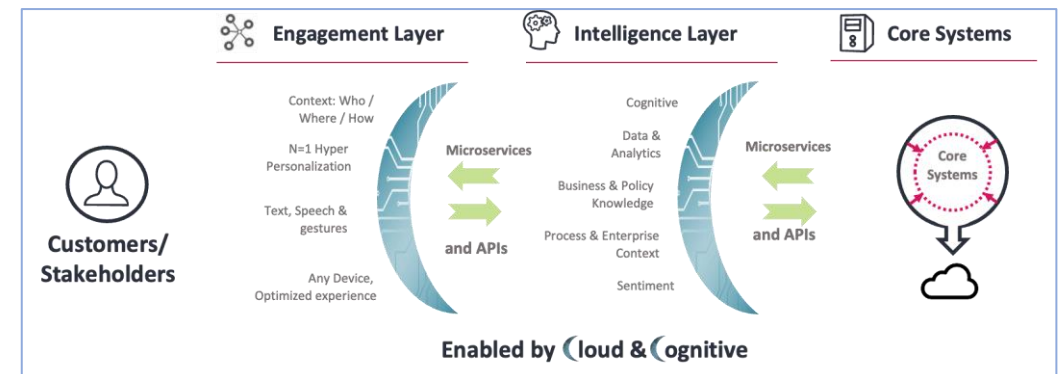 Engagement Layer
Intelligence Layer
Core Systems
Customers/
Stakeholders
Context: Who /
Where / How
N=1 Hyper
Personalization
Text, Speech &
gestures
Any Device,
Optimized experience
Microservices
and APIs
Cognitive
Data &
Analytics
Business & Policy
Knowledge
Process & Enterprise
Context
Sentiment
Microservices
and APIs
Core
Systems
Enabled by Cloud & Cognitive